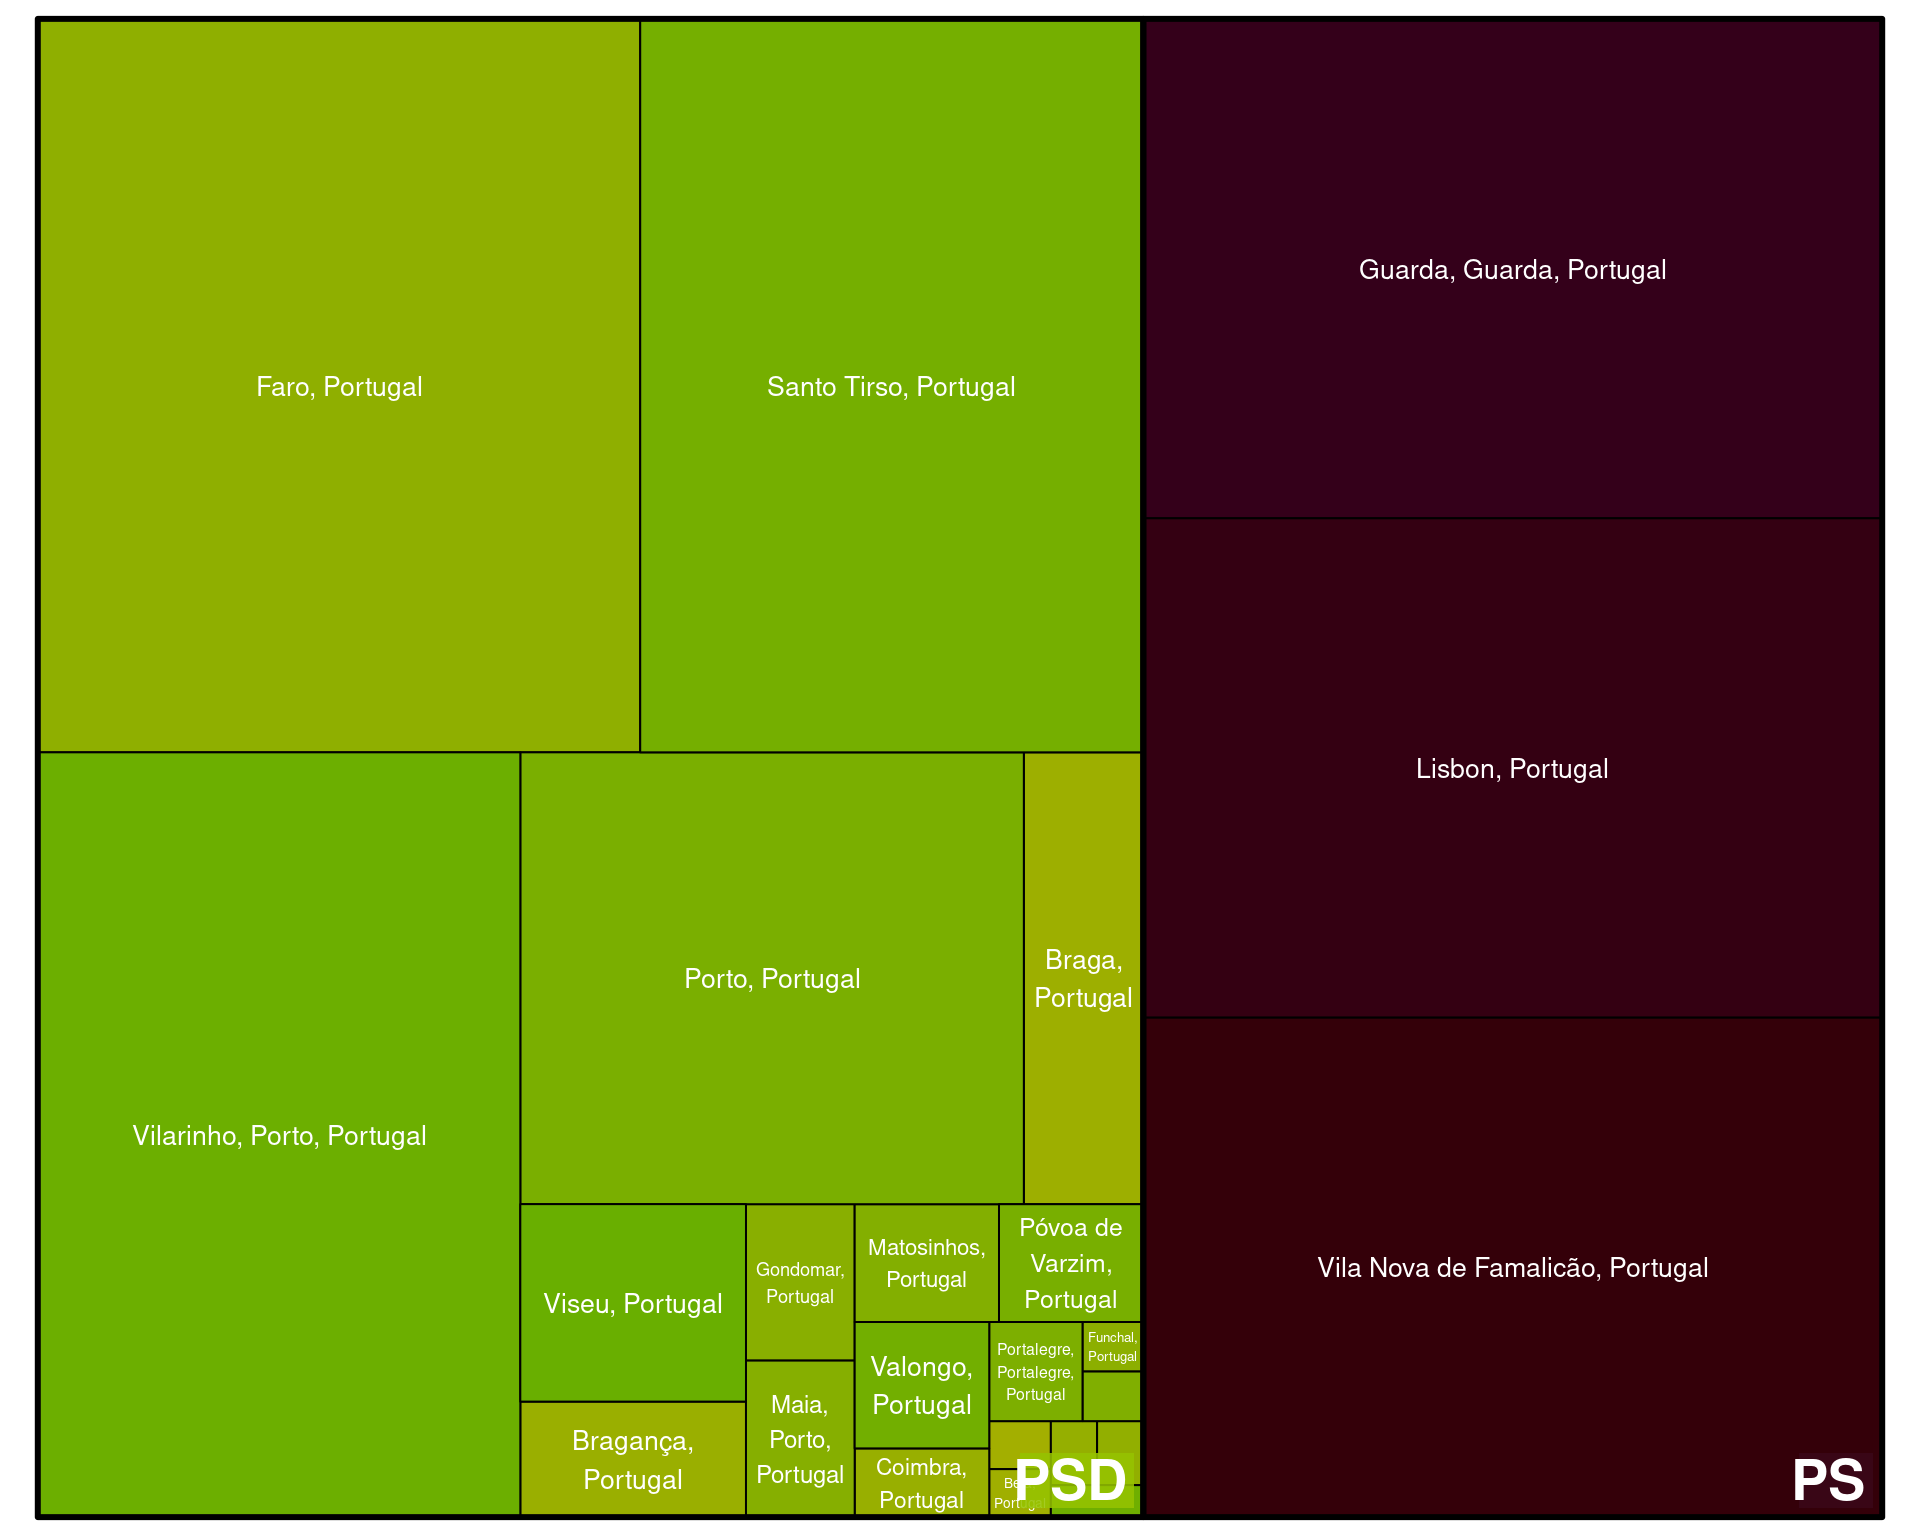 Faro, Portugal
Santo Tirso, Portugal
Guarda, Guarda, Portugal
Lisbon, Portugal
Vila Nova de Famalicão, Portugal
Vilarinho, Porto, Portugal
Porto, Portugal
Braga,
Portugal
Viseu, Portugal
Bragança,
Portugal
Gondomar,
Portugal
Maia,
Porto,
Portugal
Matosinhos,
Portugal
Póvoa de
Varzim,
Portugal
Valongo,
Portugal
Coimbra,
Portugal
Portalegre,
Portalegre,
Portugal
Funchal,
Portugal
Portugal
PSD
PS